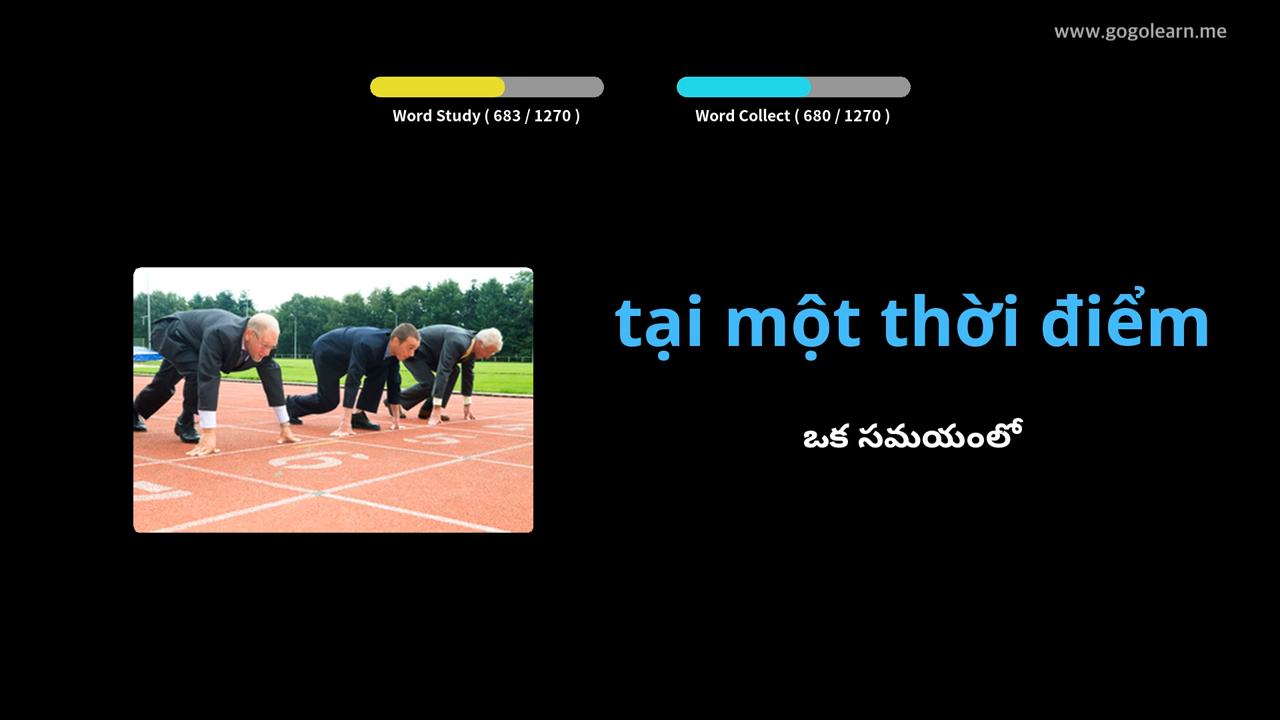 www.gogolearn.me
Word Study ( 683 / 1270 )
Word Collect ( 680 / 1270 )
tại một thời điểm
ఒక సమయంలో